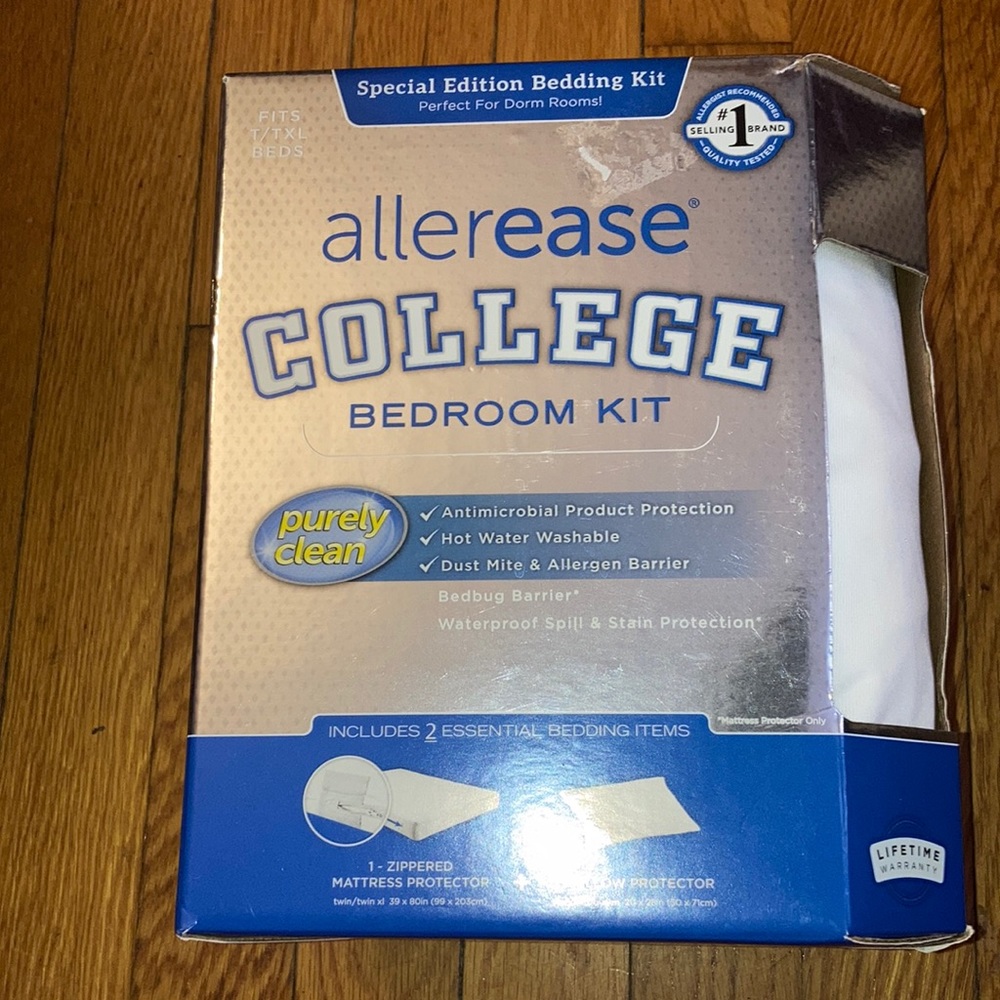 Special Edition Bedding Kit
Perfect For Dorm Rooms!
FITS
T/TXL
BEDS
ALLERGIST RECOMMENDED
#1
SELLING BRAND
QUALITY TESTED
allerease®
COLLEGE
BEDROOM KIT
purely
clean
✓ Antimicrobial Product Protection
✓ Hot Water Washable
✓ Dust Mite & Allergen Barrier
Bedbug Barrier*
Waterproof Spill & Stain Protection*
*Mattress Protector Only
INCLUDES 2 ESSENTIAL BEDDING ITEMS
1 - ZIPPERED
MATTRESS PROTECTOR
twin/twin xl 39 x 80in (99 x 203cm)
+
PROTECTOR
(50 x 71cm)
LIFETIME
WARRANTY